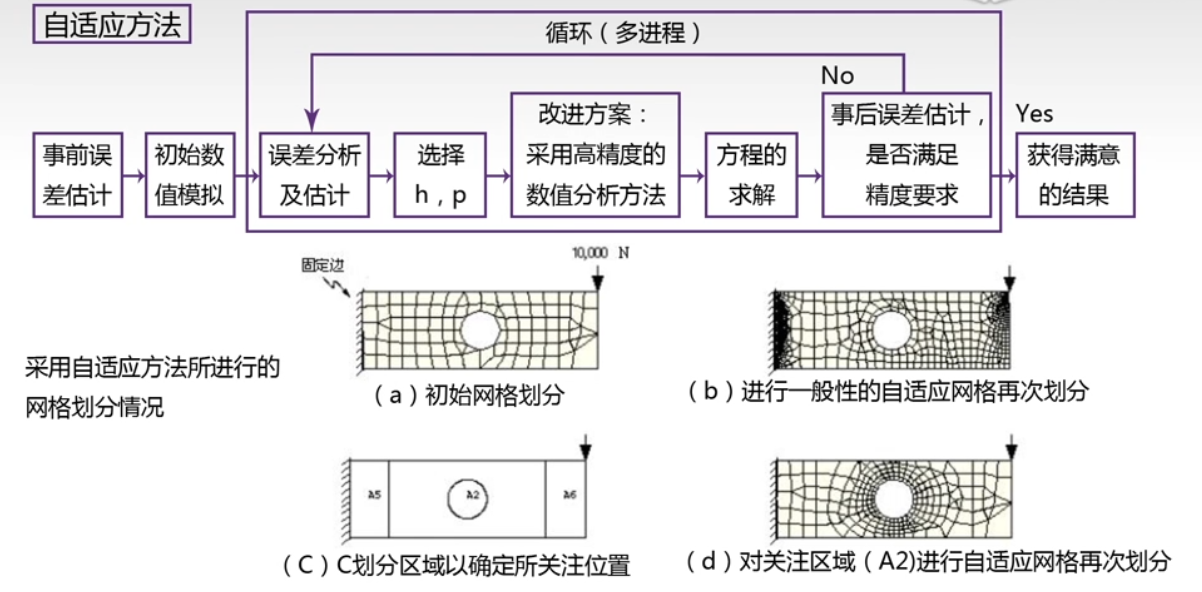 自适应方法
循环（多进程）
No
Yes
事前误
差估计
初始数
值模拟
误差分析
及估计
选择
h，p
改进方案：
采用高精度的
数值分析方法
方程的
求解
事后误差估计，
是否满足
精度要求
获得满意
的结果
固定边
10,000 N
采用自适应方法所进行的
网格划分情况
（a）初始网格划分
（b）进行一般性的自适应网格再次划分
A5
A2
A6
（C）C划分区域以确定所关注位置
（d）对关注区域（A2)进行自适应网格再次划分